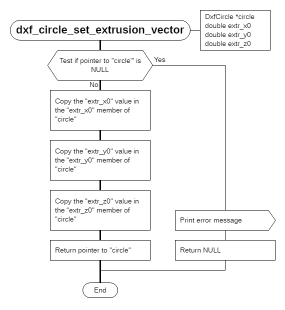 dxf_circle_set_extrusion_vector
DxfCircle *circle
double extr_x0
double extr_y0
double extr_z0
Test if pointer to "circle" is
NULL
Yes
No
Copy the "extr_x0" value in
the "extr_x0" member of
"circle"
Copy the "extr_y0" value in
the "extr_y0" member of
"circle"
Copy the "extr_z0" value in
the "extr_z0" member of
"circle"
Print error message
Return pointer to "circle"
Return NULL
End